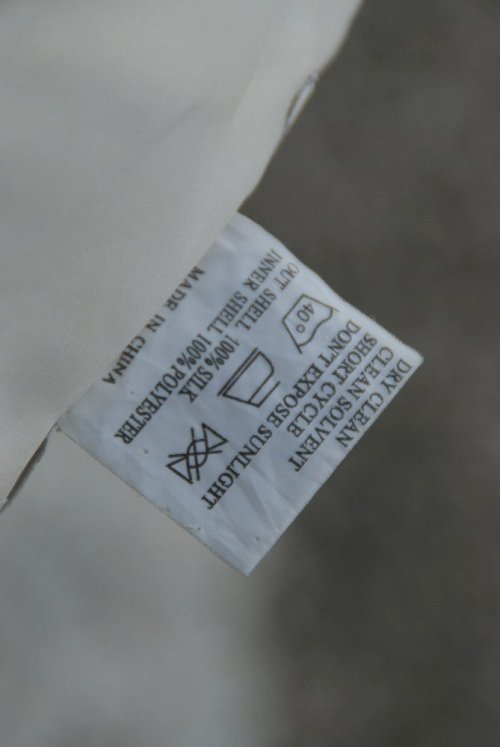 DRY CLEAN
CLEAN SOLVENT
SHORT CYCLE
DON'T EXPOSE SUNLIGHT
40°
OUT SHELL 100% SILK
INNER SHELL 100% POLYESTER
MADE IN CHINA